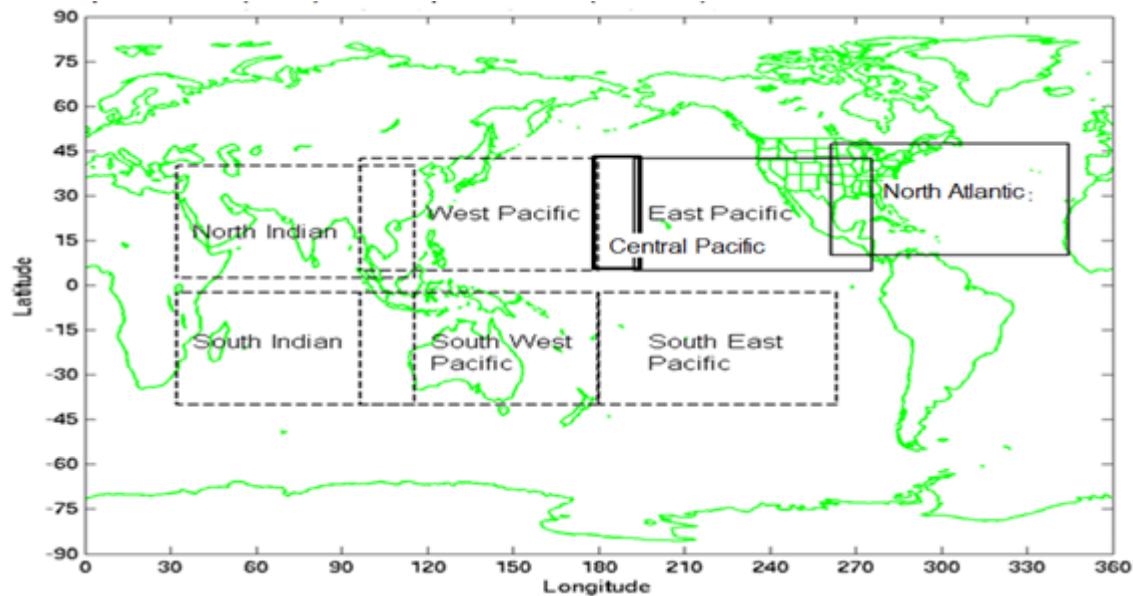 90
75
60
45
30
15
0
-15
-30
-45
-60
-75
-90
Latitude
North Indian
West Pacific
East Pacific
Central Pacific
North Atlantic
South Indian
South West
Pacific
South East
Pacific
0 30 60 90 120 150 180 210 240 270 300 330 360
Longitude